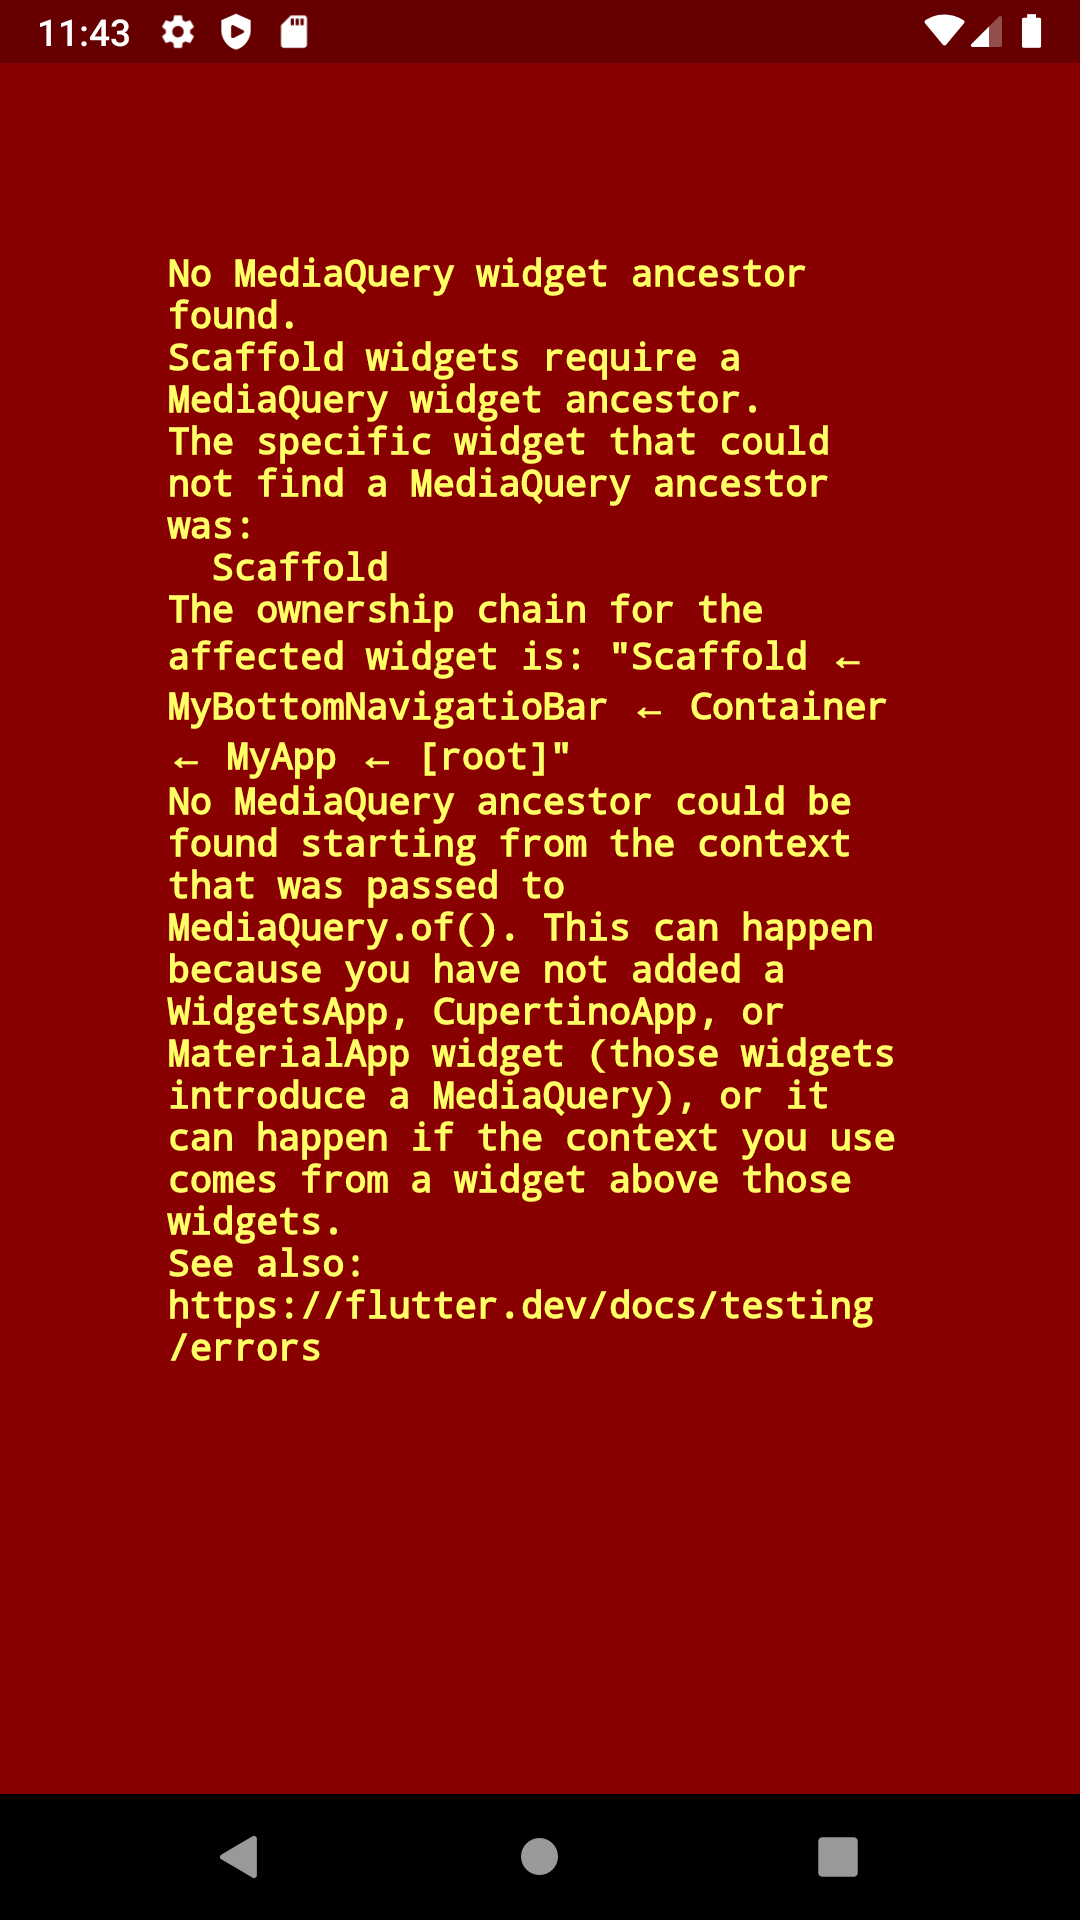 11:43
No MediaQuery widget ancestor
found.
Scaffold widgets require a
MediaQuery widget ancestor.
The specific widget that could
not find a MediaQuery ancestor
was:
  Scaffold
The ownership chain for the
affected widget is: "Scaffold ←
MyBottomNavigatioBar ← Container
← MyApp ← [root]"
No MediaQuery ancestor could be
found starting from the context
that was passed to
MediaQuery.of(). This can happen
because you have not added a
WidgetsApp, CupertinoApp, or
MaterialApp widget (those widgets
introduce a MediaQuery), or it
can happen if the context you use
comes from a widget above those
widgets.
See also:
https://flutter.dev/docs/testing
/errors